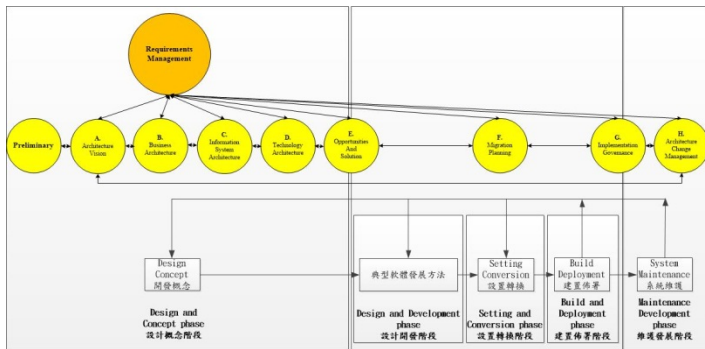 Requirements
Management
Preliminary
A.
Architecture
Vision
B.
Business
Architecture
C.
Information
System
Architecture
D.
Technology
Architecture
E.
Opportunities
And
Solution
F.
Migration
Planning
G.
Implementation
Governance
H.
Architecture
Change
Management
Design
Concept
開發概念
典型軟體發展方法
Setting
Conversion
設置轉換
Build
Deployment
建置佈署
System
Maintenance
系統維護
Design and
Concept phase
設計概念階段
Design and Development
phase
設計開發階段
Setting and
Conversion phase
設置轉換階段
Build and
Deployment
phase
建置佈署階段
Maintenance
Development
phase
維護發展階段